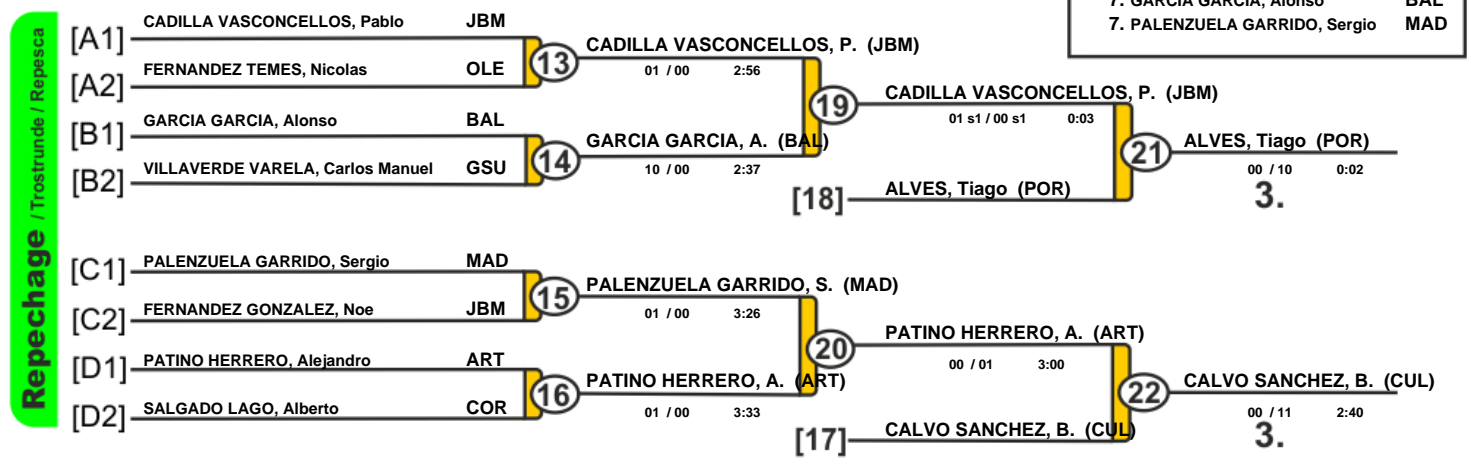 7. GARCIA GARCIA, Alonso BAL
7. PALENZUELA GARRIDO, Sergio MAD
Repechage / Trostrunde / Repesca
[A1] CADILLA VASCONCELLOS, Pablo JBM
[A2] FERNANDEZ TEMES, Nicolas OLE
13
CADILLA VASCONCELLOS, P. (JBM)
01 / 00 2:56
[B1] GARCIA GARCIA, Alonso BAL
[B2] VILLAVERDE VARELA, Carlos Manuel GSU
14
GARCIA GARCIA, A. (BAL)
10 / 00 2:37
19
CADILLA VASCONCELLOS, P. (JBM)
01 s1 / 00 s1 0:03
[18] ALVES, Tiago (POR)
21
ALVES, Tiago (POR)
00 / 10 0:02
3.
[C1] PALENZUELA GARRIDO, Sergio MAD
[C2] FERNANDEZ GONZALEZ, Noe JBM
15
PALENZUELA GARRIDO, S. (MAD)
01 / 00 3:26
[D1] PATINO HERRERO, Alejandro ART
[D2] SALGADO LAGO, Alberto COR
16
PATINO HERRERO, A. (ART)
01 / 00 3:33
20
PATINO HERRERO, A. (ART)
00 / 01 3:00
[17] CALVO SANCHEZ, B. (CUL)
22
CALVO SANCHEZ, B. (CUL)
00 / 11 2:40
3.